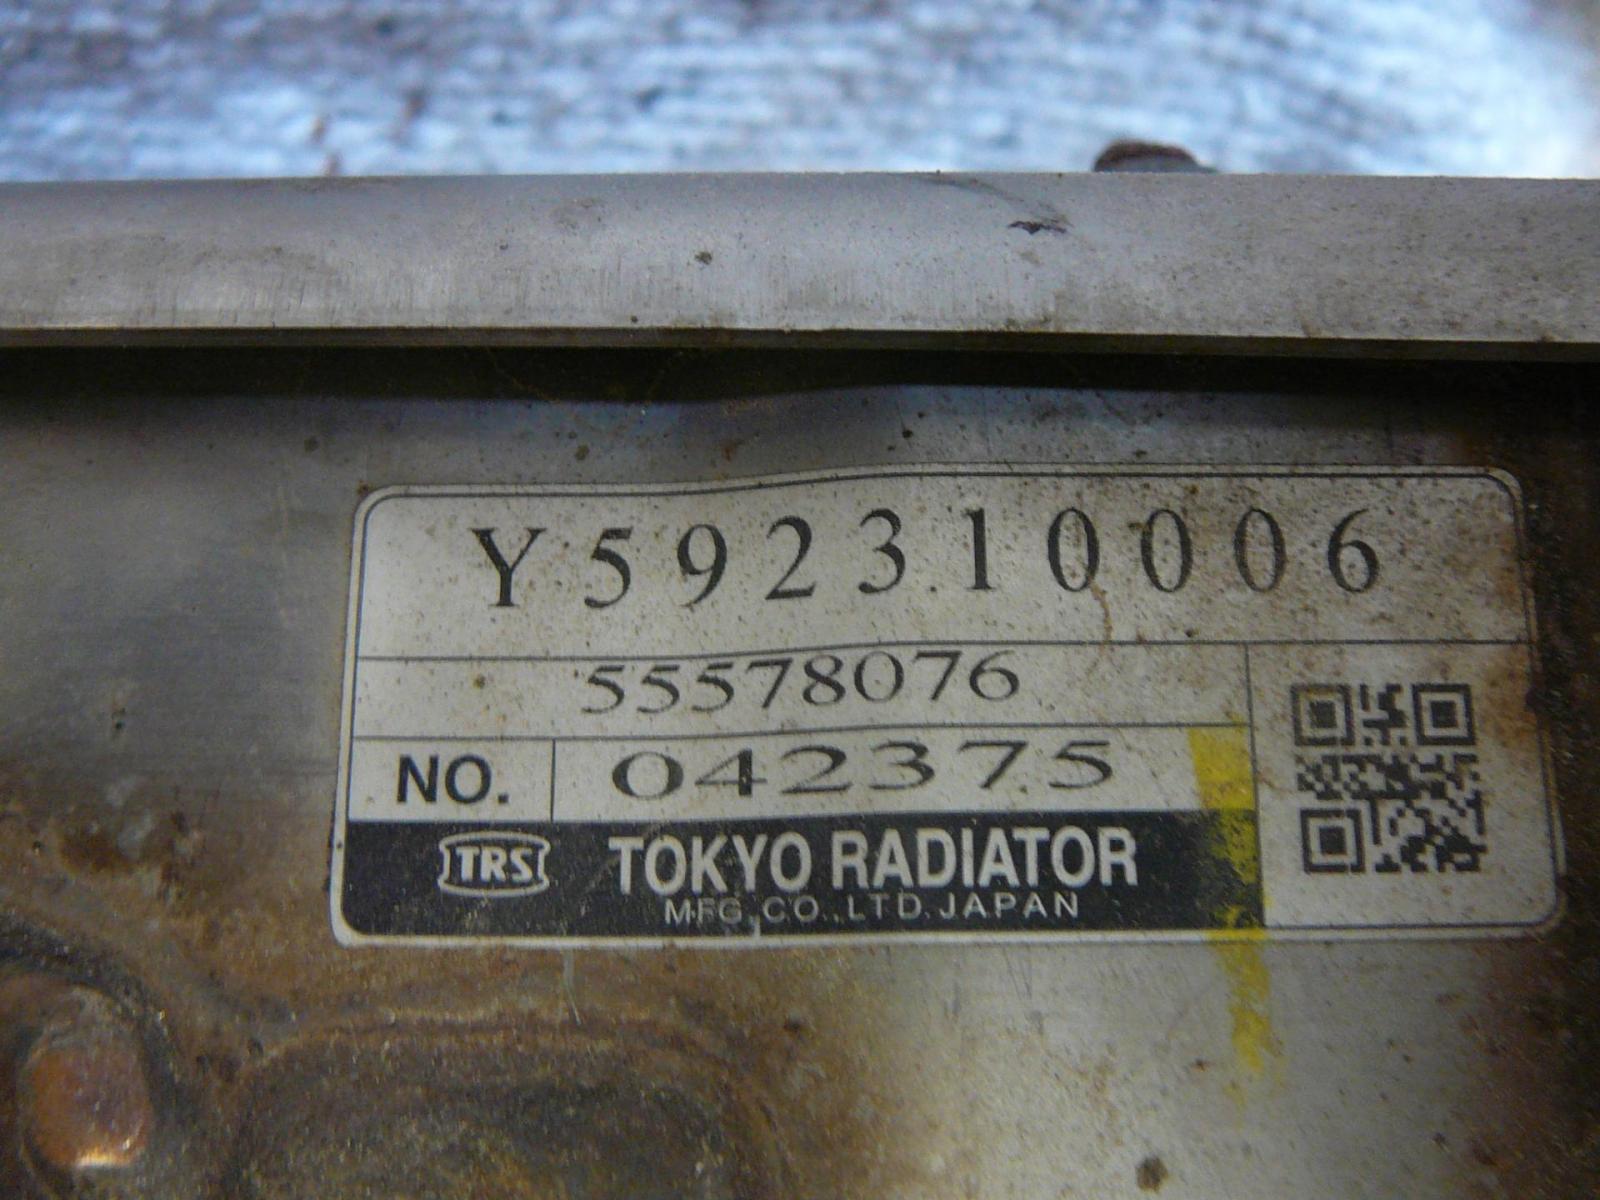 Y592310006
55578076
NO. 042375
TRS TOKYO RADIATOR
MFG.CO.,LTD.JAPAN